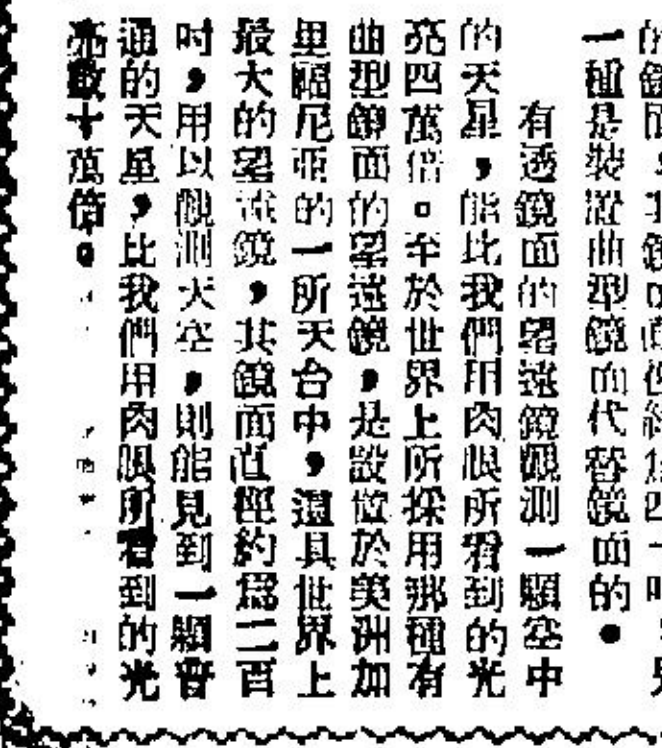 一種是裝置曲型鏡面代替鏡面的。
有透鏡面的望遠鏡觀測一顆空中
的天星，能比我們用肉眼所看到的光
亮四萬倍。至於世界上所採用那種有
曲型鏡面的望遠鏡，是設置於美洲加
里福尼亞的一所天台中，這具世界上
最大的望遠鏡，其鏡面直徑約爲二百
吋，用以觀測天空，則能見到一顆普
通的天星，比我們用肉眼所看到的光
亮數十萬倍。